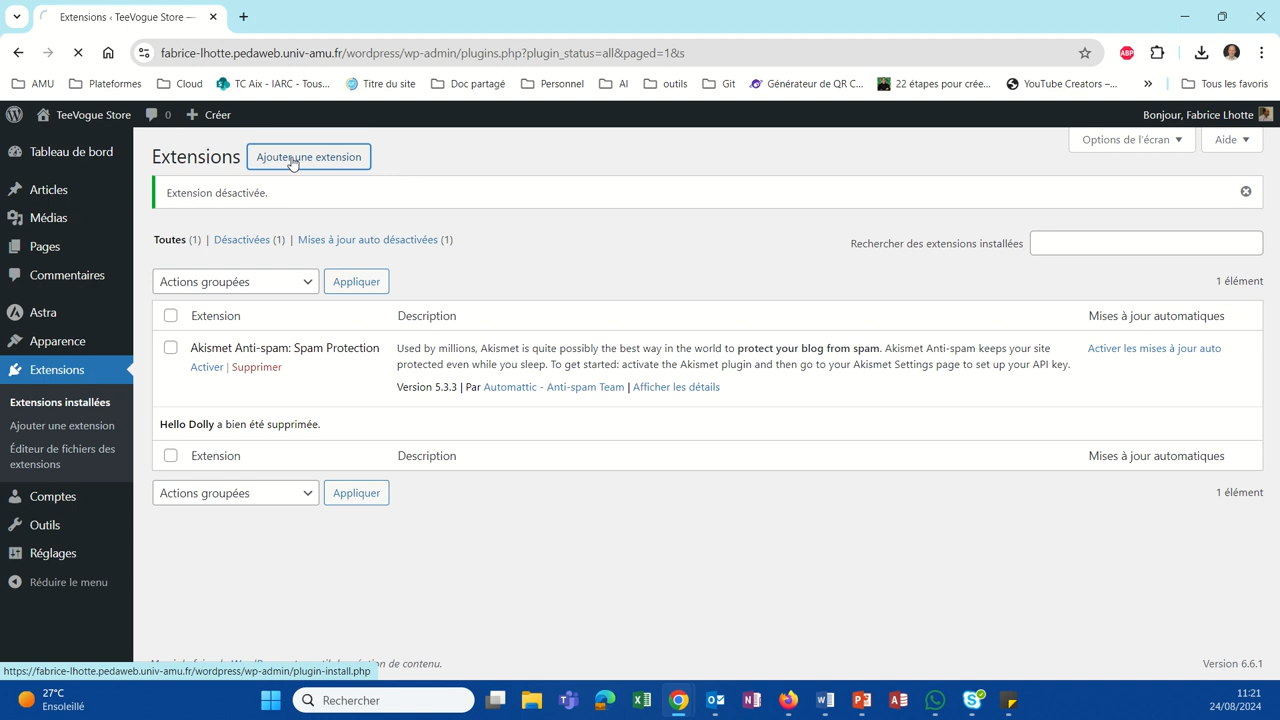 Extensions ‹ TeeVogue Store —
fabrice-lhotte.pedaweb.univ-amu.fr/wordpress/wp-admin/plugins.php?plugin_status=all&paged=1&s
ABP
AMU
Plateformes
Cloud
TC Aix - IARC - Tous...
Titre du site
Doc partagé
Personnel
AI
outils
Git
Générateur de QR C...
22 étapes pour crée...
YouTube Creators –...
Tous les favoris
TeeVogue Store
0
Créer
Bonjour, Fabrice Lhotte
Tableau de bord
Articles
Médias
Pages
Commentaires
Astra
Apparence
Extensions
Extensions installées
Ajouter une extension
Éditeur de fichiers des
extensions
Comptes
Outils
Réglages
Réduire le menu
Options de l'écran
Aide
Extensions
Ajouter une extension
Extension désactivée.
Toutes (1) | Désactivées (1) | Mises à jour auto désactivées (1)
Rechercher des extensions installées
Actions groupées
Appliquer
1 élément
Extension
Description
Mises à jour automatiques
Akismet Anti-spam: Spam Protection
Activer | Supprimer
Used by millions, Akismet is quite possibly the best way in the world to protect your blog from spam. Akismet Anti-spam keeps your site
protected even while you sleep. To get started: activate the Akismet plugin and then go to your Akismet Settings page to set up your API key.
Version 5.3.3 | Par Automattic - Anti-spam Team | Afficher les détails
Activer les mises à jour auto
Hello Dolly a bien été supprimée.
Extension
Description
Mises à jour automatiques
Actions groupées
Appliquer
1 élément
création de contenu.
Version 6.6.1
https://fabrice-lhotte.pedaweb.univ-amu.fr/wordpress/wp-admin/plugin-install.php
27°C
Ensoleillé
Rechercher
11:21
24/08/2024